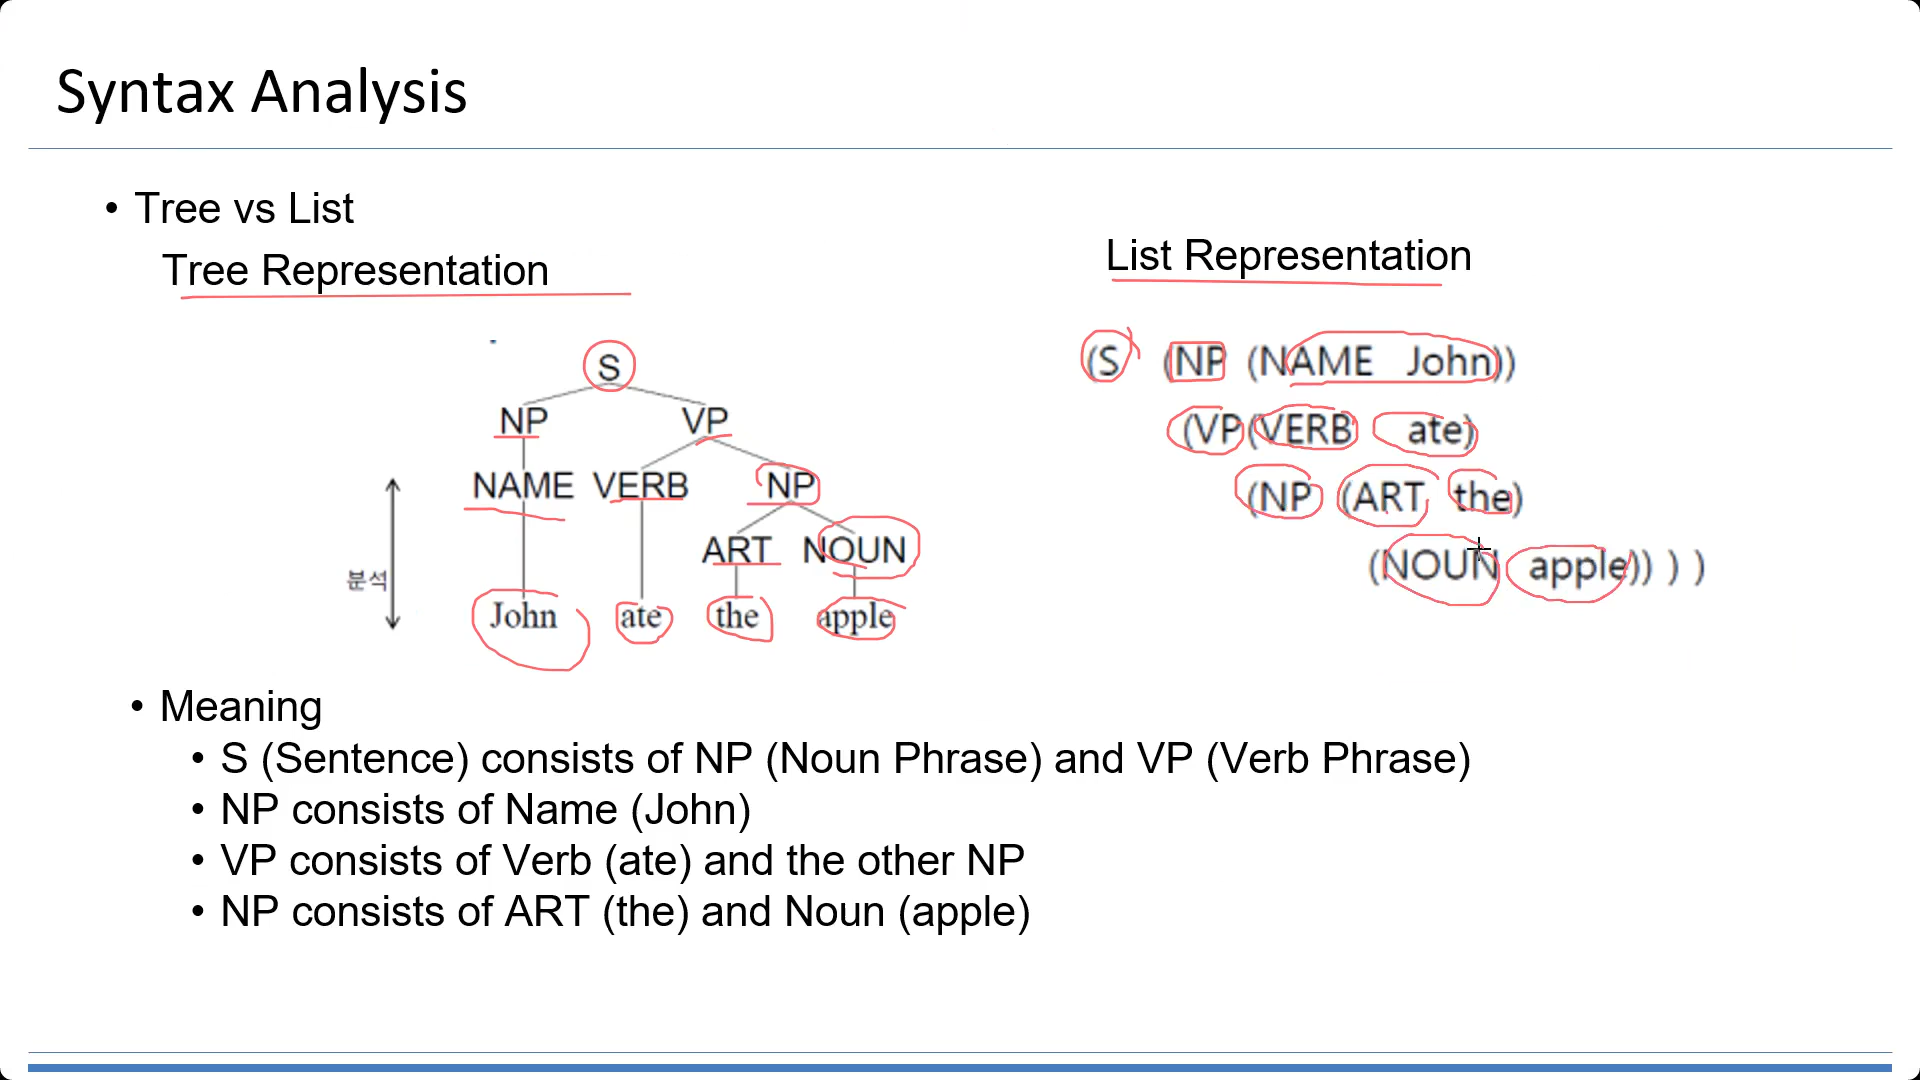 Syntax Analysis
• Tree vs List
Tree Representation
S
NP VP
NAME VERB NP
ART NOUN
분석
John ate the apple
List Representation
(S (NP (NAME John))
(VP(VERB ate)
(NP (ART the)
(NOUN apple)) ) )
• Meaning
• S (Sentence) consists of NP (Noun Phrase) and VP (Verb Phrase)
• NP consists of Name (John)
• VP consists of Verb (ate) and the other NP
• NP consists of ART (the) and Noun (apple)